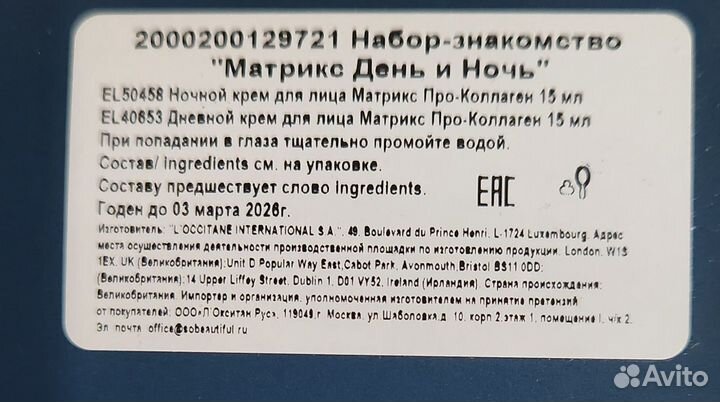 2000200129721 Набор-знакомство
"Матрикс День и Ночь"
EL50458 Ночной крем для лица Матрикс Про-Коллаген 15 мл
EL40853 Дневной крем для лица Матрикс Про-Коллаген 15 мл
При попадании в глаза тщательно промойте водой.
Состав/ ingredients см. на упаковке.
Составу предшествует слово ingredients.
Годен до 03 марта 2026г.
EAC
Изготовитель: "L'OCCITANE INTERNATIONAL S.A.", 49, Boulevard du Prince Henri, L-1724 Luxembourg. Адрес
места осуществления деятельности производственной площадки по изготовлению продукции: London, W1S
1EX, UK (Великобритания);Unit D Popular Way East,Cabot Park, Avonmouth,Bristol BS11 0DD;
(Великобритания);14 Upper Liffey Street, Dublin 1, D01 VY52, Ireland (Ирландия) Страна происхождения:
Великобритания. Импортер и организация, уполномоченная изготовителем на принятие претензий
от покупателей: ООО«Л'Окситан Рус», 119049,г. Москва, ул Шаболовка,д. 10, корп 2,этаж 1, помещение I, ч/к 2.
Эл. почта office@sobeautiful.ru
Avito